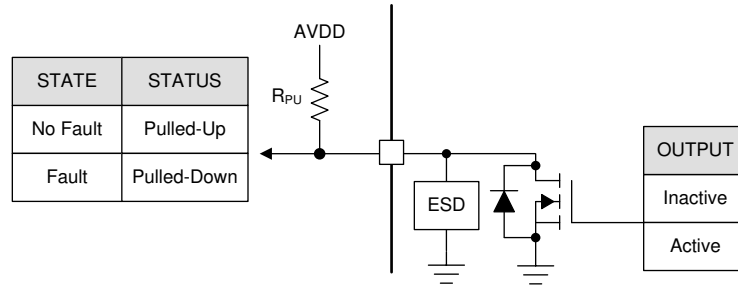 AVDD
STATE STATUS
R_PU
No Fault Pulled-Up
Fault Pulled-Down
ESD
OUTPUT
Inactive
Active